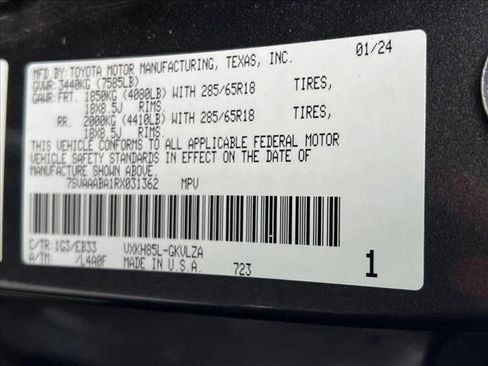 MFD.BY:TOYOTA MOTOR MANUFACTURING, TEXAS, INC. 01/24
GVWR:3440KG (7585LB)
GAWR:FRT. 1850KG (4080LB) WITH 285/65R18 TIRES,
18X8.5J RIMS.
RR. 2000KG (4410LB) WITH 285/65R18 TIRES,
18X8.5J RIMS.
THIS VEHICLE CONFORMS TO ALL APPLICABLE FEDERAL MOTOR
VEHICLE SAFETY STANDARDS IN EFFECT ON THE DATE OF
MANUFACTURE SHOWN ABOVE.
7SVAAABA1RX031362 MPV
C/TR:1G3/EB33 VXKH85L-GKVLZA
A/TM: /L4A0F MADE IN U.S.A. 723 1